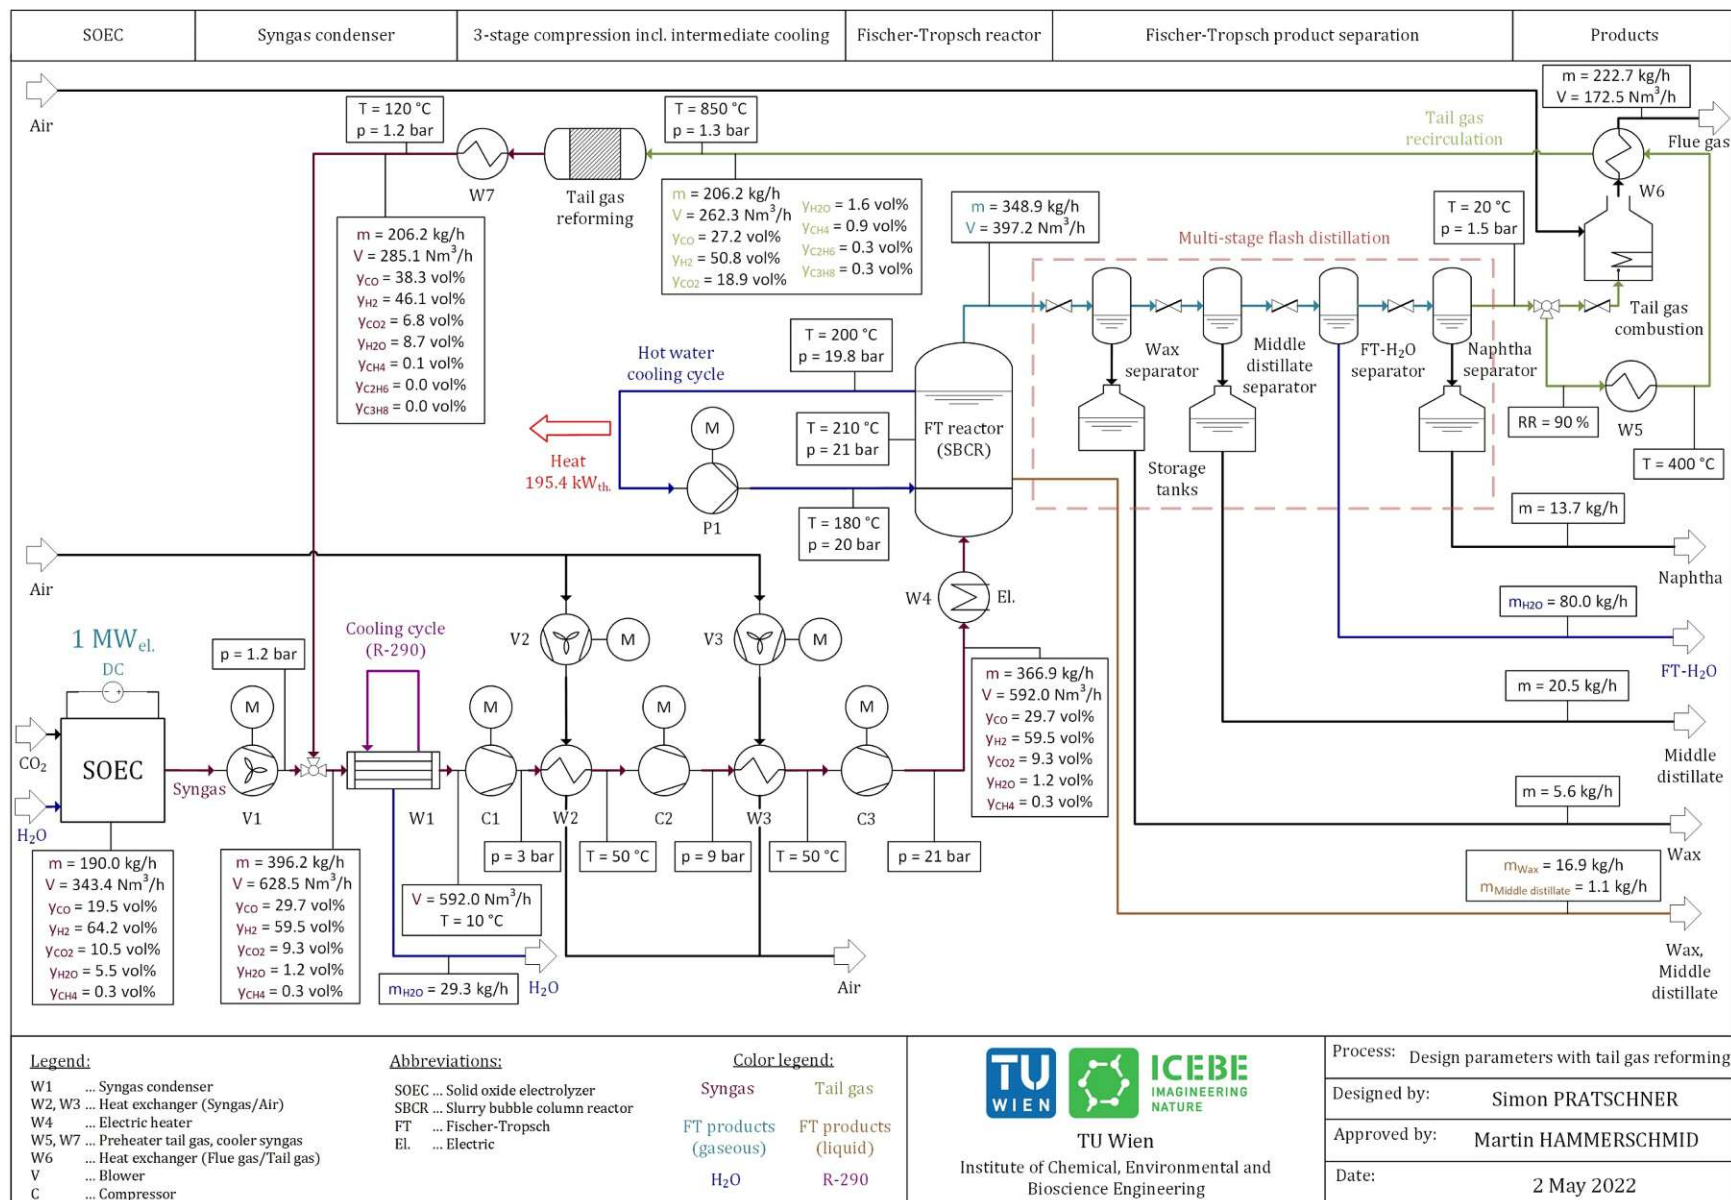 SOEC
Syngas condenser
3-stage compression incl. intermediate cooling
Fischer-Tropsch reactor
Fischer-Tropsch product separation
Products
Air
T = 120 °C
p = 1.2 bar
W7
Tail gas
reforming
T = 850 °C
p = 1.3 bar
Tail gas
recirculation
m = 222.7 kg/h
V = 172.5 Nm³/h
Flue gas
W6
m = 206.2 kg/h
V = 285.1 Nm³/h
yCO = 38.3 vol%
yH2 = 46.1 vol%
yCO2 = 6.8 vol%
yH2O = 8.7 vol%
yCH4 = 0.1 vol%
yC2H6 = 0.0 vol%
yC3H8 = 0.0 vol%
m = 206.2 kg/h
V = 262.3 Nm³/h
yCO = 27.2 vol%
yH2 = 50.8 vol%
yCO2 = 18.9 vol%
yH2O = 1.6 vol%
yCH4 = 0.9 vol%
yC2H6 = 0.3 vol%
yC3H8 = 0.3 vol%
m = 348.9 kg/h
V = 397.2 Nm³/h
Multi-stage flash distillation
T = 20 °C
p = 1.5 bar
Tail gas
combustion
Wax
separator
Middle
distillate
separator
FT-H₂O
separator
Naphtha
separator
Storage
tanks
RR = 90 %
W5
T = 400 °C
Hot water
cooling cycle
T = 200 °C
p = 19.8 bar
T = 210 °C
p = 21 bar
FT reactor
(SBCR)
Heat
195.4 kWth.
M
P1
T = 180 °C
p = 20 bar
m = 13.7 kg/h
Naphtha
Air
W4
El.
mH2O = 80.0 kg/h
FT-H₂O
1 MWel.
DC
p = 1.2 bar
Cooling cycle
(R-290)
V2
M
V3
M
m = 366.9 kg/h
V = 592.0 Nm³/h
yCO = 29.7 vol%
yH2 = 59.5 vol%
yCO2 = 9.3 vol%
yH2O = 1.2 vol%
yCH4 = 0.3 vol%
m = 20.5 kg/h
Middle
distillate
CO₂
H₂O
SOEC
Syngas
M
V1
W1
M
C1
W2
M
C2
W3
M
C3
m = 5.6 kg/h
Wax
m = 190.0 kg/h
V = 343.4 Nm³/h
yCO = 19.5 vol%
yH2 = 64.2 vol%
yCO2 = 10.5 vol%
yH2O = 5.5 vol%
yCH4 = 0.3 vol%
m = 396.2 kg/h
V = 628.5 Nm³/h
yCO = 29.7 vol%
yH2 = 59.5 vol%
yCO2 = 9.3 vol%
yH2O = 1.2 vol%
yCH4 = 0.3 vol%
p = 3 bar
T = 50 °C
p = 9 bar
T = 50 °C
p = 21 bar
V = 592.0 Nm³/h
T = 10 °C
mH2O = 29.3 kg/h
H₂O
Air
mWax = 16.9 kg/h
mMiddle distillate = 1.1 kg/h
Wax,
Middle
distillate
Legend:
W1 ... Syngas condenser
W2, W3 ... Heat exchanger (Syngas/Air)
W4 ... Electric heater
W5, W7 ... Preheater tail gas, cooler syngas
W6 ... Heat exchanger (Flue gas/Tail gas)
V ... Blower
C ... Compressor
Abbreviations:
SOEC ... Solid oxide electrolyzer
SBCR ... Slurry bubble column reactor
FT ... Fischer-Tropsch
El. ... Electric
Color legend:
Syngas
Tail gas
FT products
(gaseous)
FT products
(liquid)
H₂O
R-290
TU
WIEN
ICEBE
IMAGINEERING
NATURE
TU Wien
Institute of Chemical, Environmental and
Bioscience Engineering
Process: Design parameters with tail gas reforming
Designed by: Simon PRATSCHNER
Approved by: Martin HAMMERSCHMID
Date: 2 May 2022